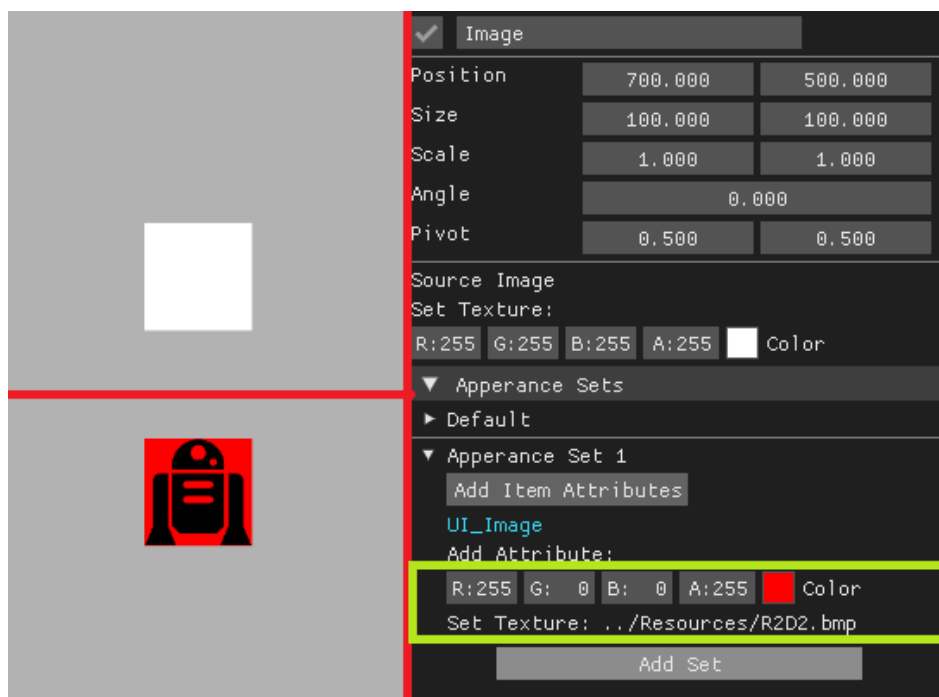 Image
Position 700.000 500.000
Size 100.000 100.000
Scale 1.000 1.000
Angle 0.000
Pivot 0.500 0.500
Source Image
Set Texture:
R:255 G:255 B:255 A:255 Color
Apperance Sets
Default
Apperance Set 1
Add Item Attributes
UI_Image
Add Attribute:
R:255 G: 0 B: 0 A:255 Color
Set Texture: ../Resources/R2D2.bmp
Add Set